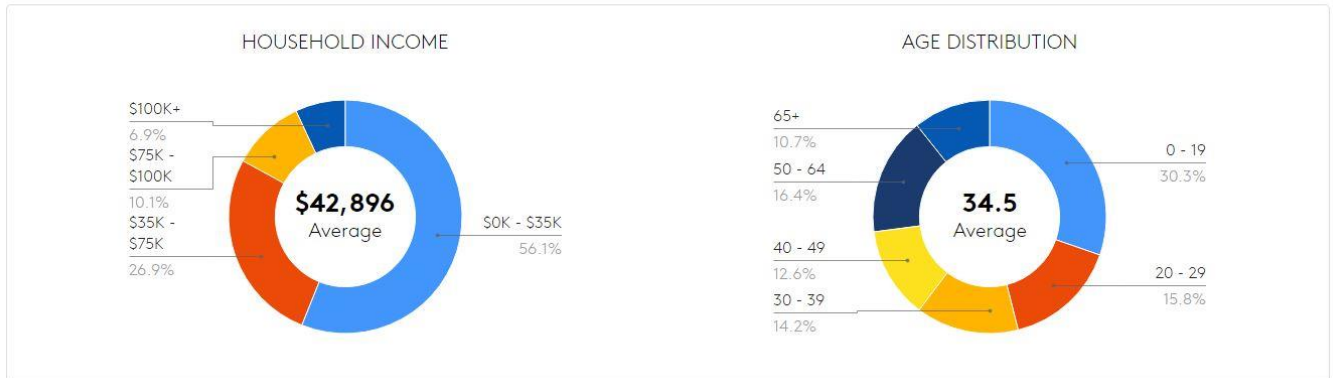 HOUSEHOLD INCOME
$100K+
6.9%
$75K -
$100K
10.1%
$35K -
$75K
26.9%
$42,896
Average
$0K - $35K
56.1%
AGE DISTRIBUTION
65+
10.7%
50 - 64
16.4%
40 - 49
12.6%
30 - 39
14.2%
34.5
Average
0 - 19
30.3%
20 - 29
15.8%